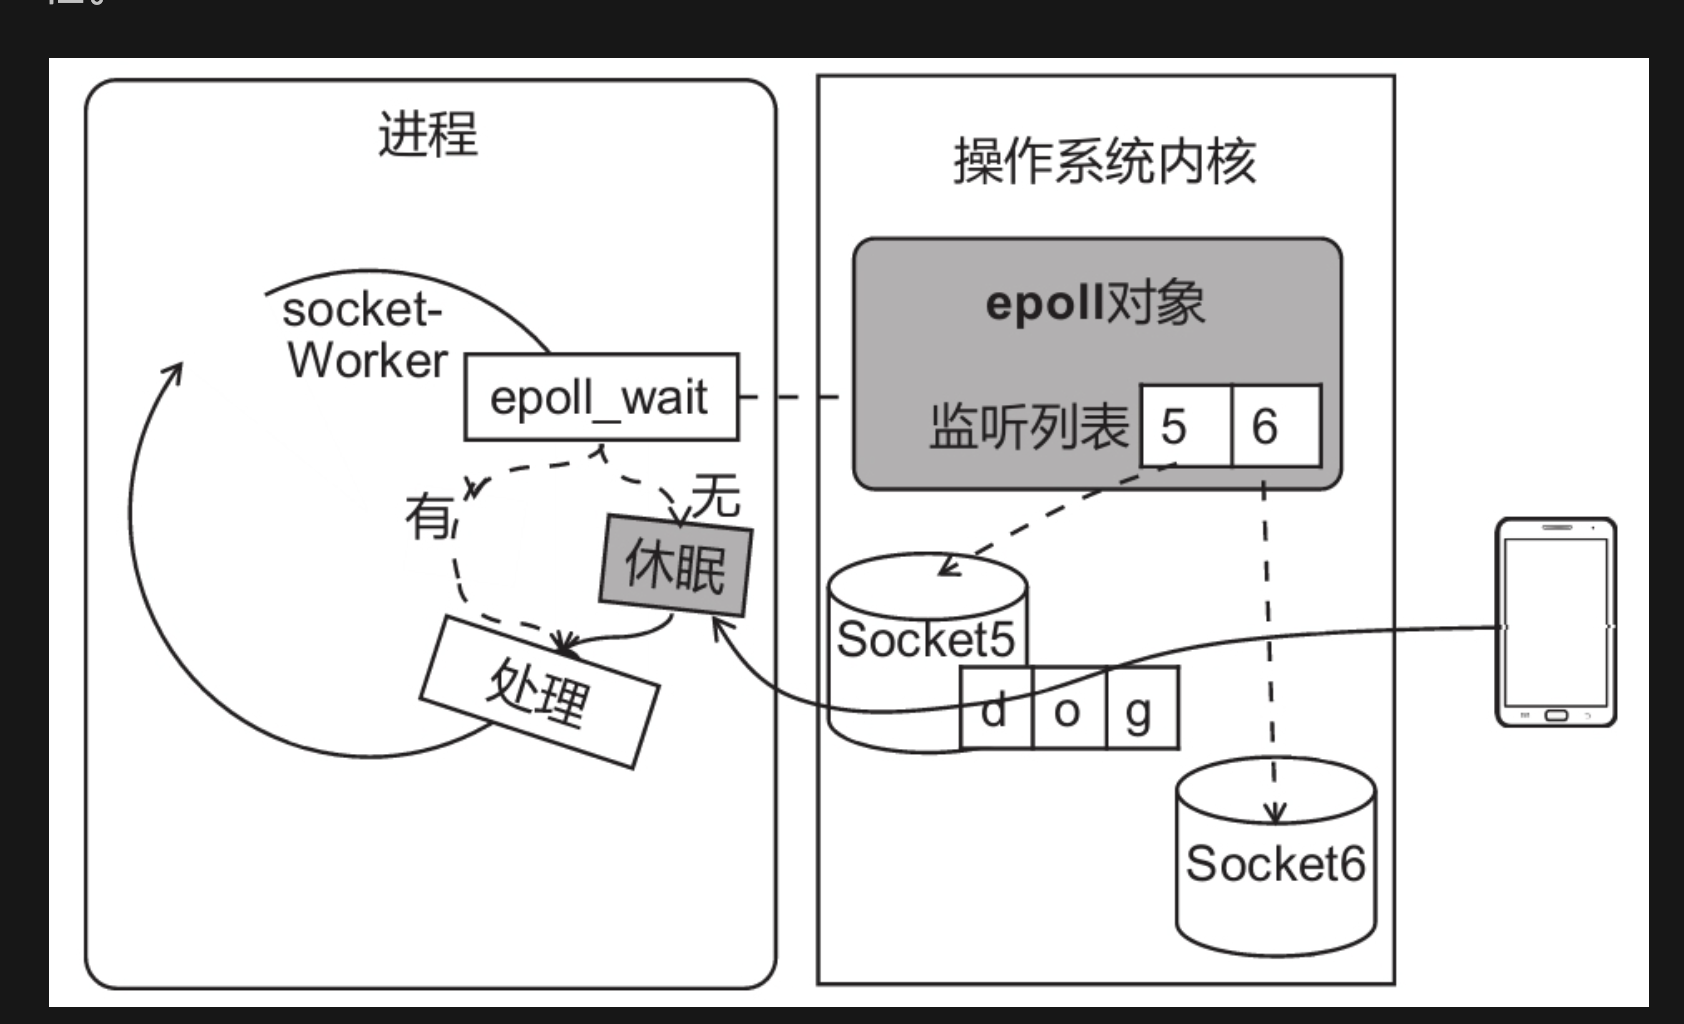 进程
操作系统内核
socket-
Worker
epoll_wait
epoll对象
监听列表 5 6
有
无
休眠
处理
Socket5
d o g
Socket6